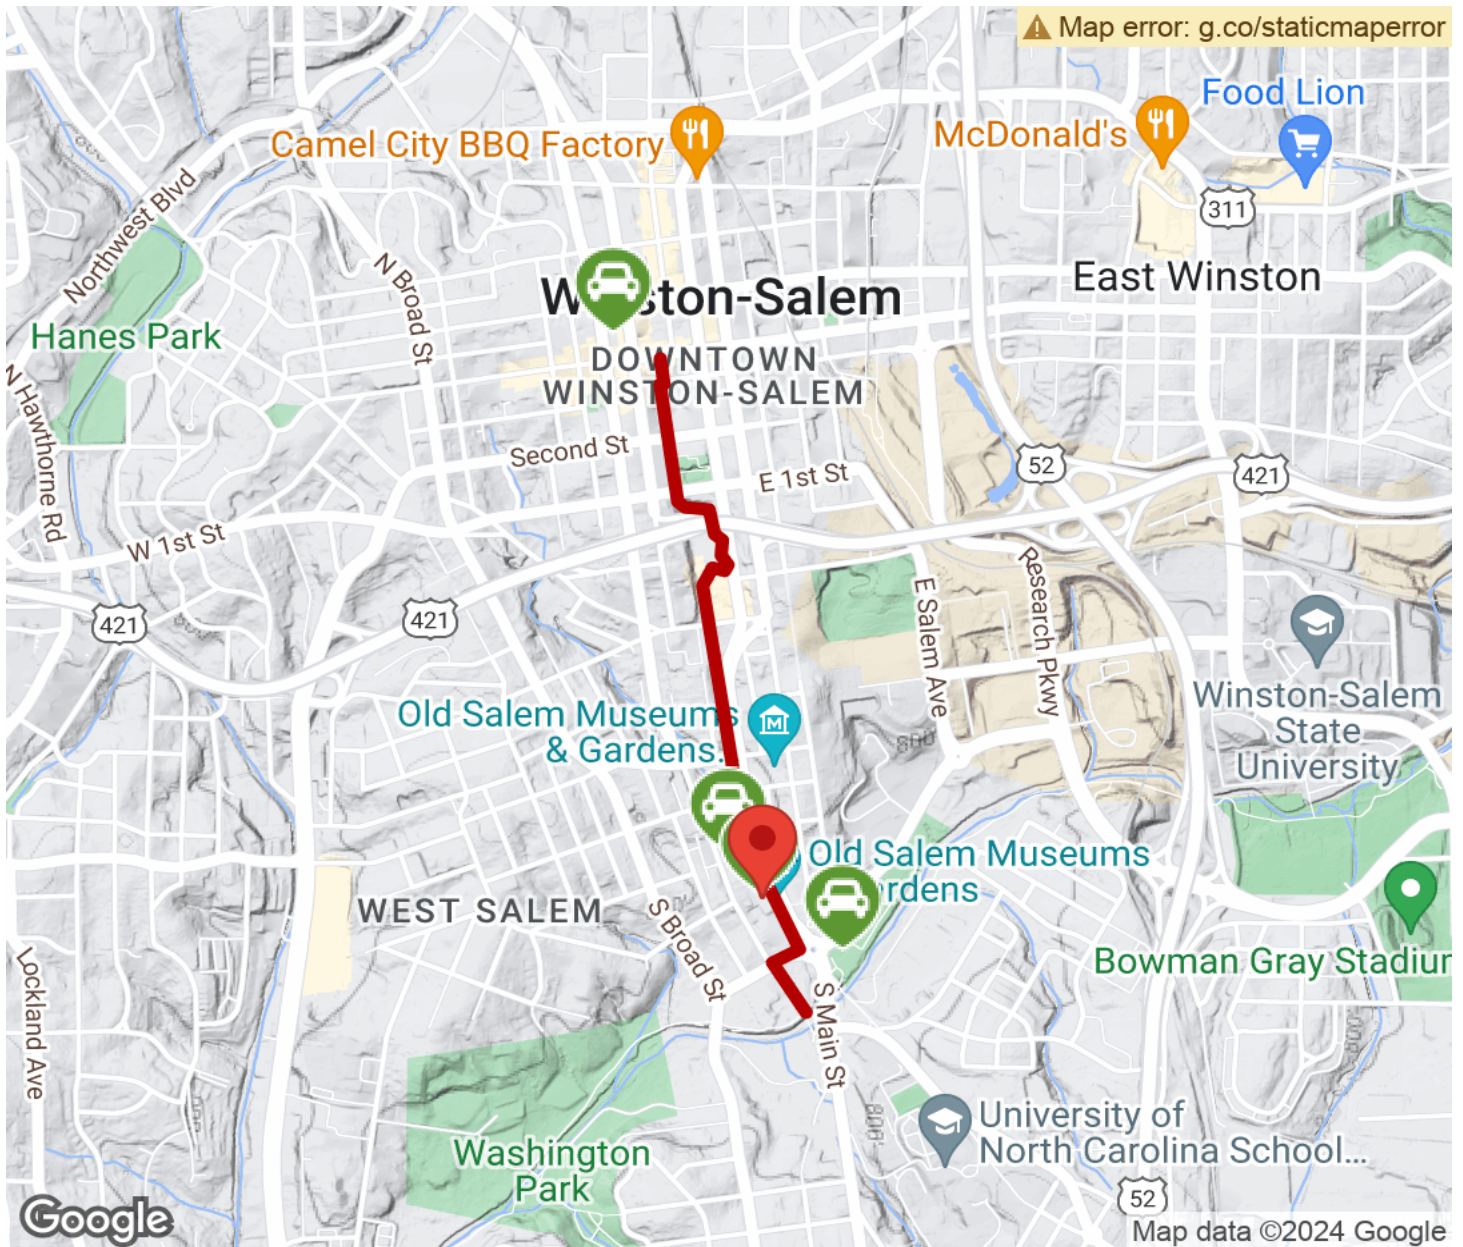 Map error: g.co/staticmaperror
Food Lion
Camel City BBQ Factory
McDonald's
Northwest Blvd
311
N Broad St
East Winston
Hanes Park
DOWNTOWN
WINSTON-SALEM
N Hawthorne Rd
Second St
52
E 1st St
421
W 1st St
Research Pkwy
E Salem Ave
421
421
Winston-Salem
State
University
Old Salem Museums
& Gardens.
Old Salem Museums
WEST SALEM
S Broad St
Bowman Gray Stadiu
Lockland Ave
S Main St
University of
North Carolina School...
Washington
Park
52
Google
Map data ©2024 Google